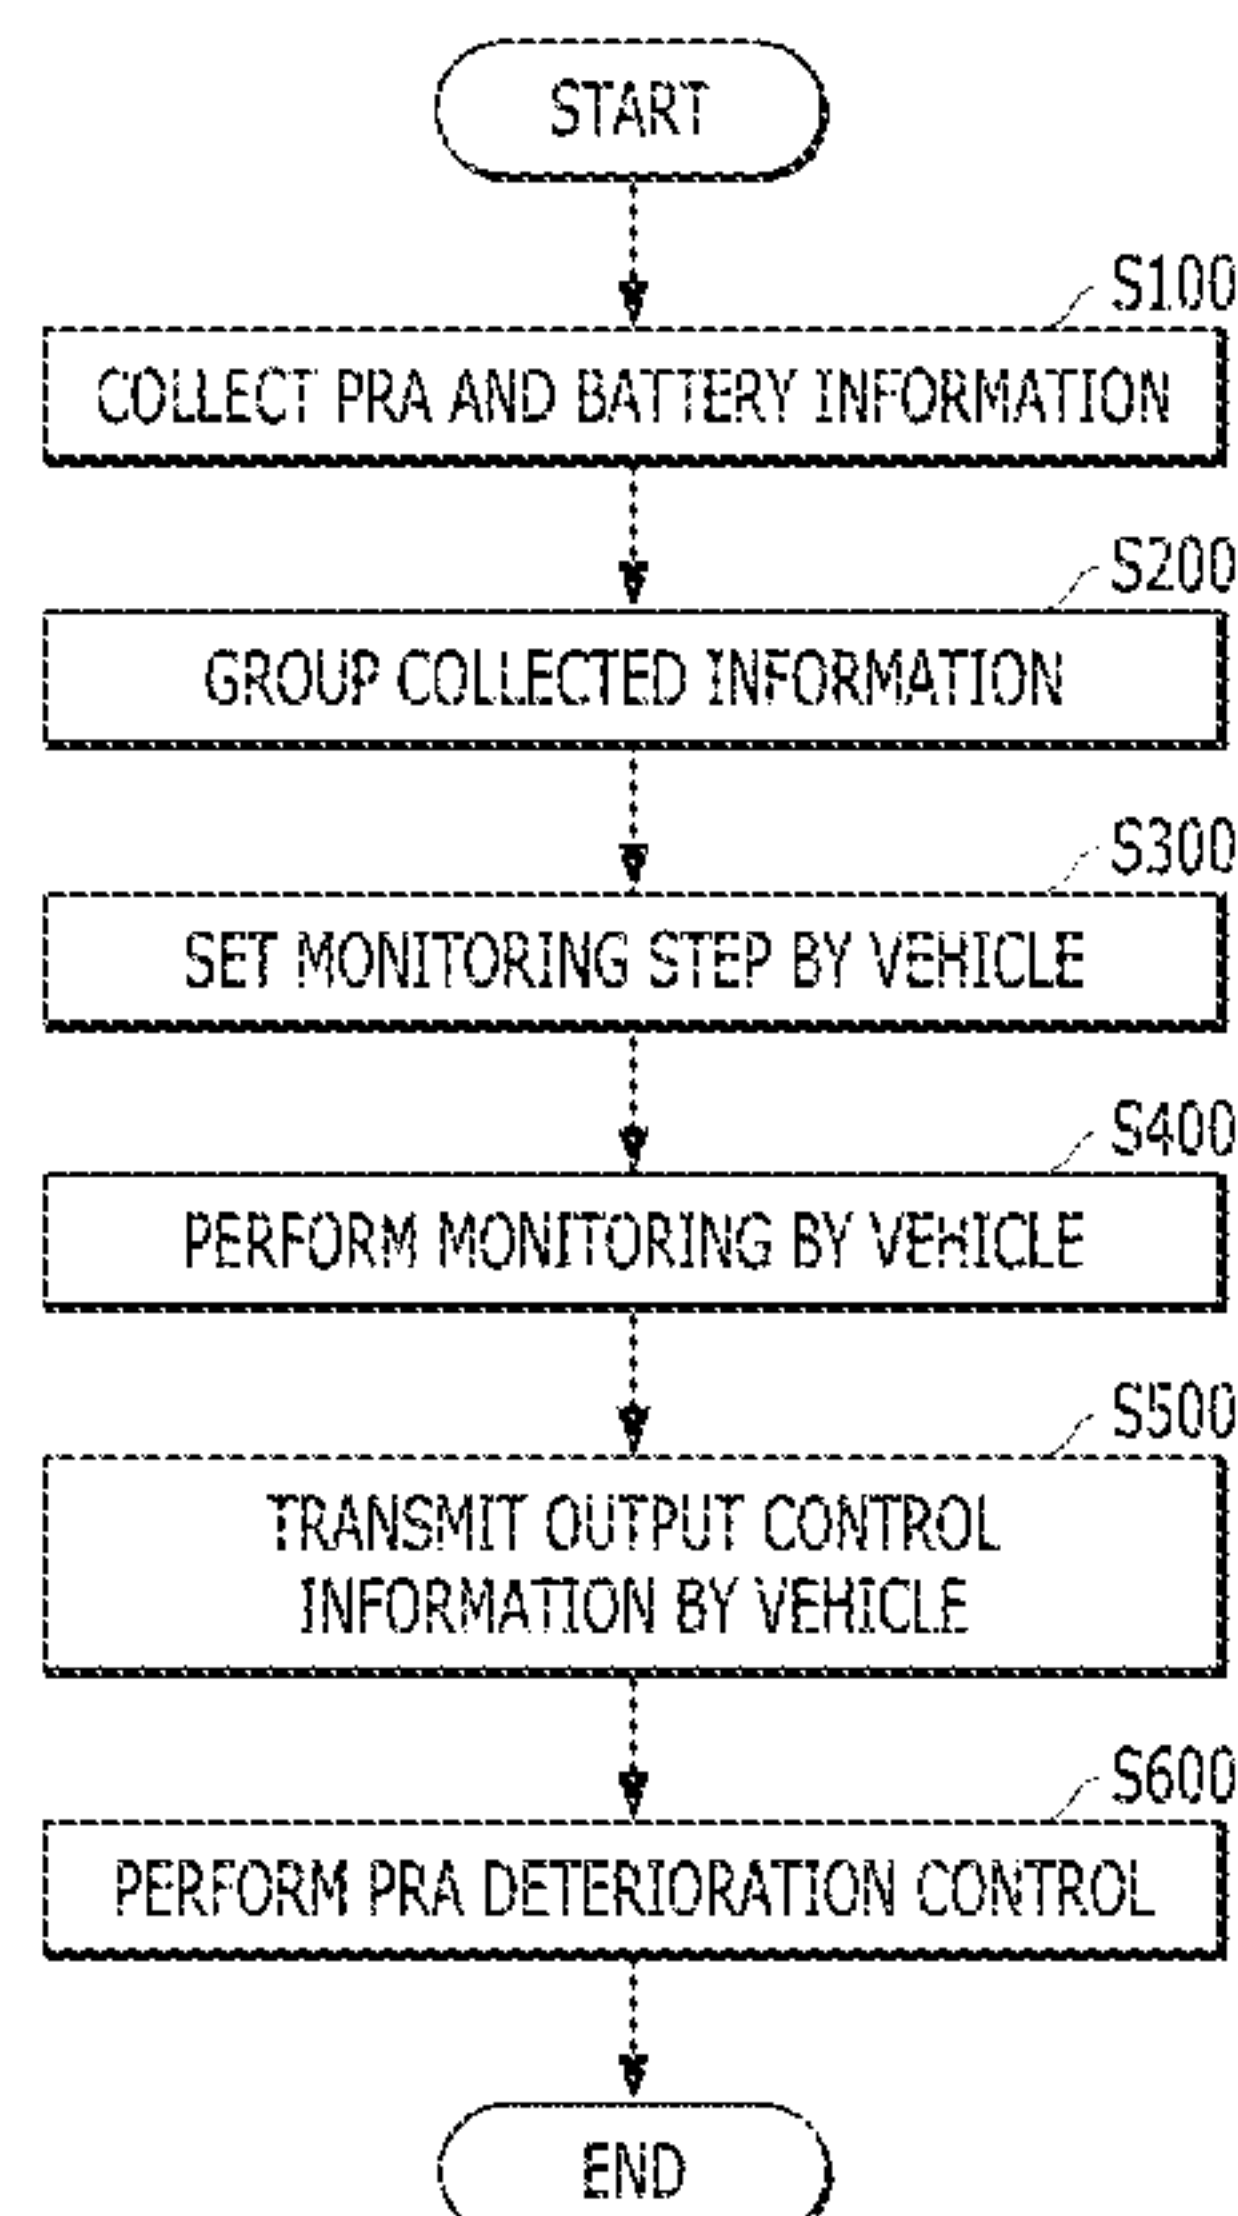 START
S100
COLLECT PRA AND BATTERY INFORMATION
S200
GROUP COLLECTED INFORMATION
S300
SET MONITORING STEP BY VEHICLE
S400
PERFORM MONITORING BY VEHICLE
S500
TRANSMIT OUTPUT CONTROL
INFORMATION BY VEHICLE
S600
PERFORM PRA DETERIORATION CONTROL
END